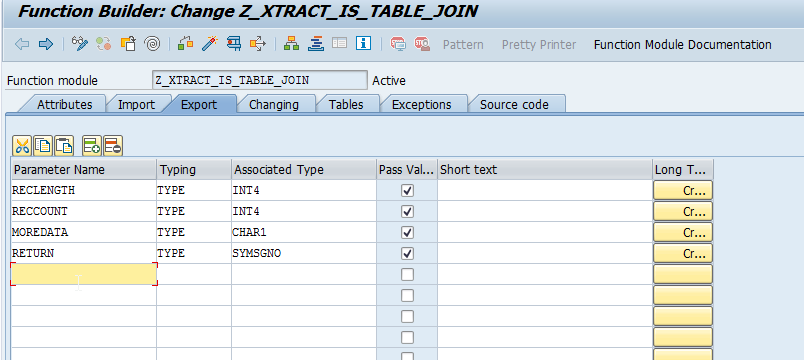 Function Builder: Change Z_XTRACT_IS_TABLE_JOIN
Pattern Pretty Printer Function Module Documentation
Function module Z_XTRACT_IS_TABLE_JOIN Active
Attributes Import Export Changing Tables Exceptions Source code
Parameter Name Typing Associated Type Pass Val... Short text Long T...
RECLENGTH TYPE INT4 Cr...
RECCOUNT TYPE INT4 Cr...
MOREDATA TYPE CHAR1 Cr...
RETURN TYPE SYMSGNO Cr...